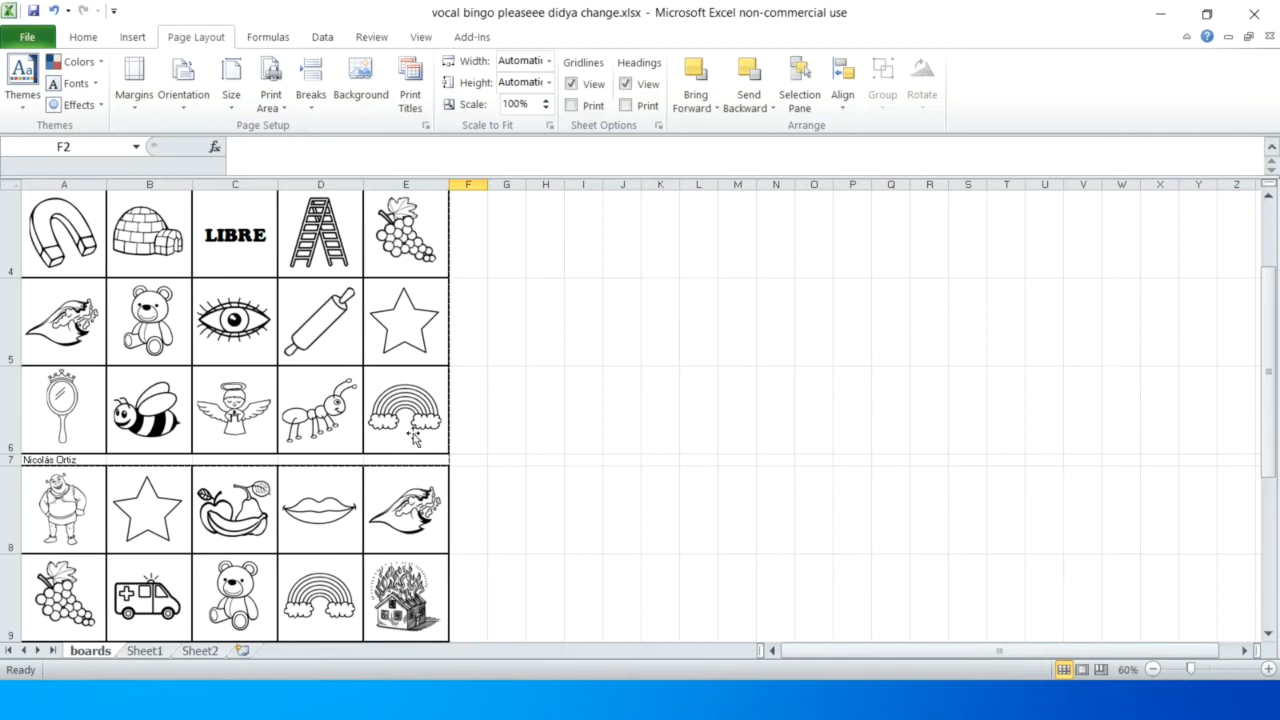 vocal bingo pleaseee didya change.xlsx - Microsoft Excel non-commercial use
File Home Insert Page Layout Formulas Data Review View Add-Ins
Themes
Colors
Fonts
Effects
Themes
Margins Orientation Size Print Area Breaks Background Print Titles
Page Setup
Width: Automatic
Height: Automatic
Scale: 100%
Scale to Fit
Gridlines Headings
View View
Print Print
Sheet Options
Bring Forward Send Backward Selection Pane Align Group Rotate
Arrange
F2 fx
A B C D E F G H I J K L M N O P Q R S T U V W X Y Z
LIBRE
4
5
6
7 Nicolás Ortiz
8
9
boards Sheet1 Sheet2
Ready 60%